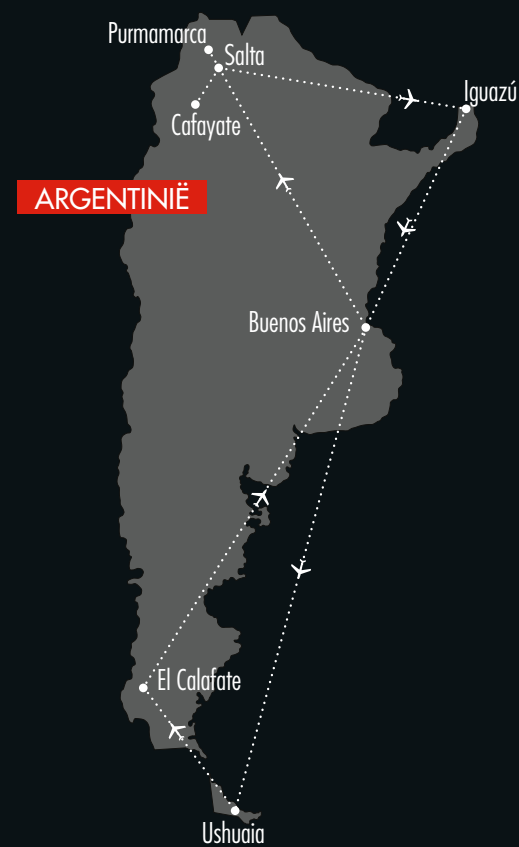 Purmamarca
Salta
Iguazú
Cafayate
ARGENTINIË
Buenos Aires
El Calafate
Ushuaia